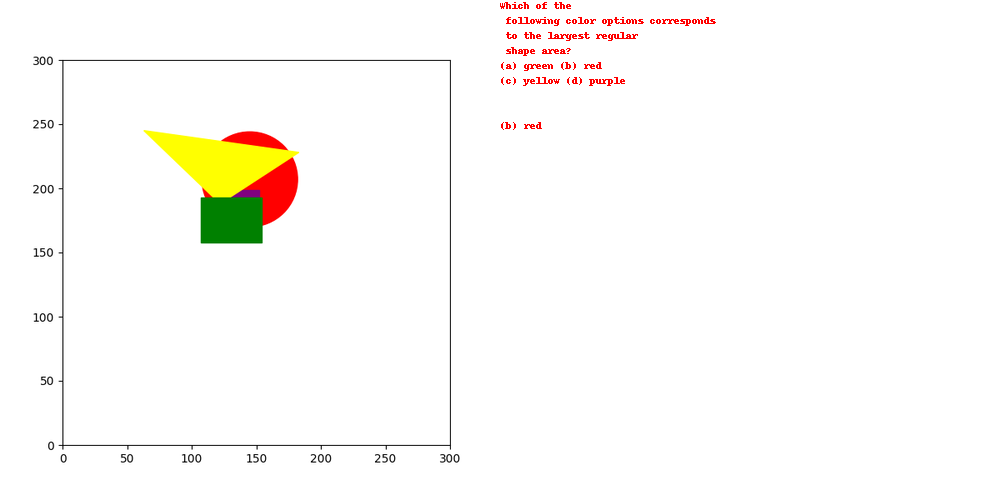 Which of the
following color options corresponds
to the largest regular
shape area?
(a) green (b) red
(c) yellow (d) purple
(b) red
300
250
200
150
100
50
0
0 50 100 150 200 250 300